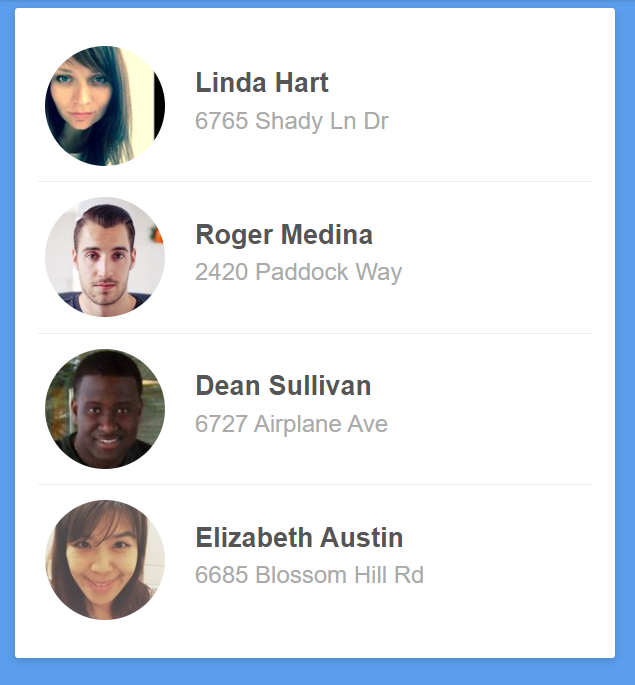 Linda Hart
6765 Shady Ln Dr
Roger Medina
2420 Paddock Way
Dean Sullivan
6727 Airplane Ave
Elizabeth Austin
6685 Blossom Hill Rd